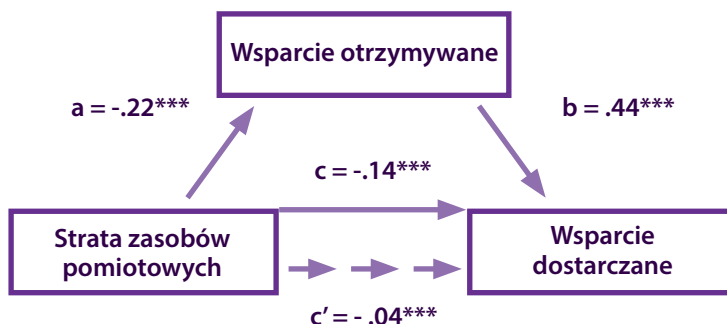 Wsparcie otrzymywane
a = -.22***
b = .44***
c = -.14***
Strata zasobów
pomiotowych
Wsparcie
dostarczane
c’ = - .04***